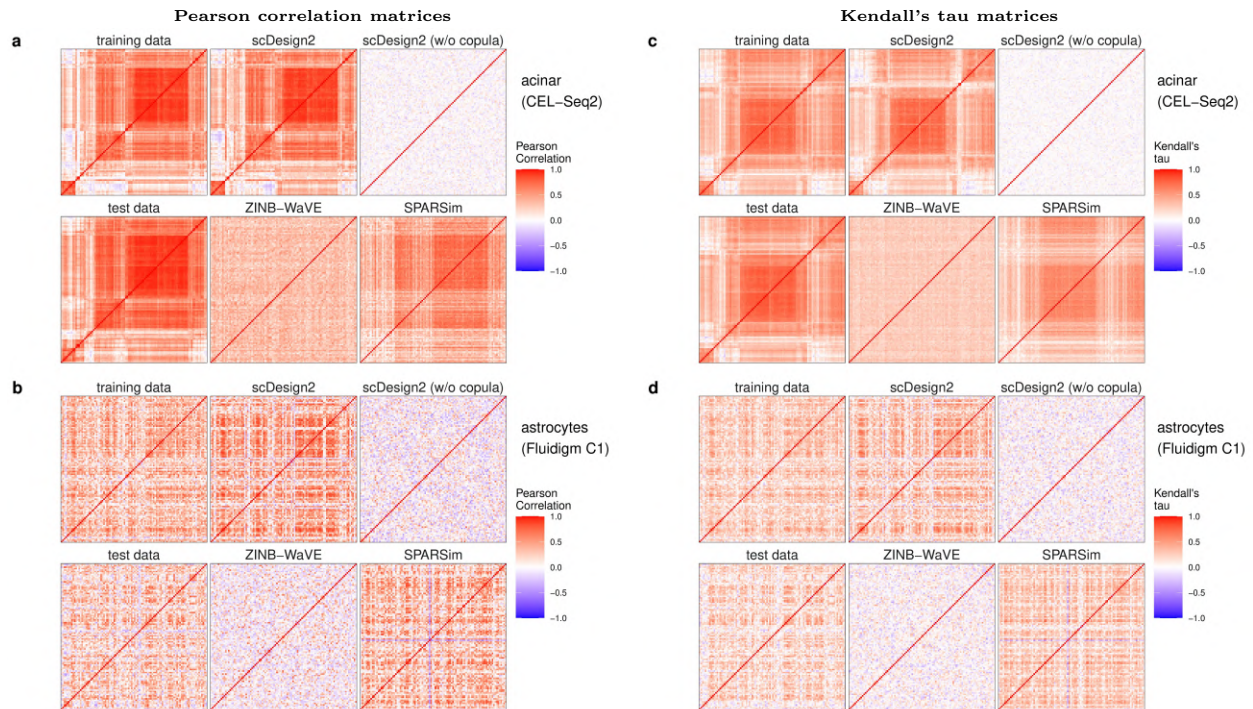 Pearson correlation matrices
Kendall's tau matrices
a
training data
scDesign2
scDesign2 (w/o copula)
acinar
(CEL−Seq2)
Pearson
Correlation
1.0
0.5
0.0
−0.5
−1.0
test data
ZINB−WaVE
SPARSim
b
training data
scDesign2
scDesign2 (w/o copula)
astrocytes
(Fluidigm C1)
Pearson
Correlation
1.0
0.5
0.0
−0.5
−1.0
test data
ZINB−WaVE
SPARSim
c
training data
scDesign2
scDesign2 (w/o copula)
acinar
(CEL−Seq2)
Kendall's
tau
1.0
0.5
0.0
−0.5
−1.0
test data
ZINB−WaVE
SPARSim
d
training data
scDesign2
scDesign2 (w/o copula)
astrocytes
(Fluidigm C1)
Kendall's
tau
1.0
0.5
0.0
−0.5
−1.0
test data
ZINB−WaVE
SPARSim